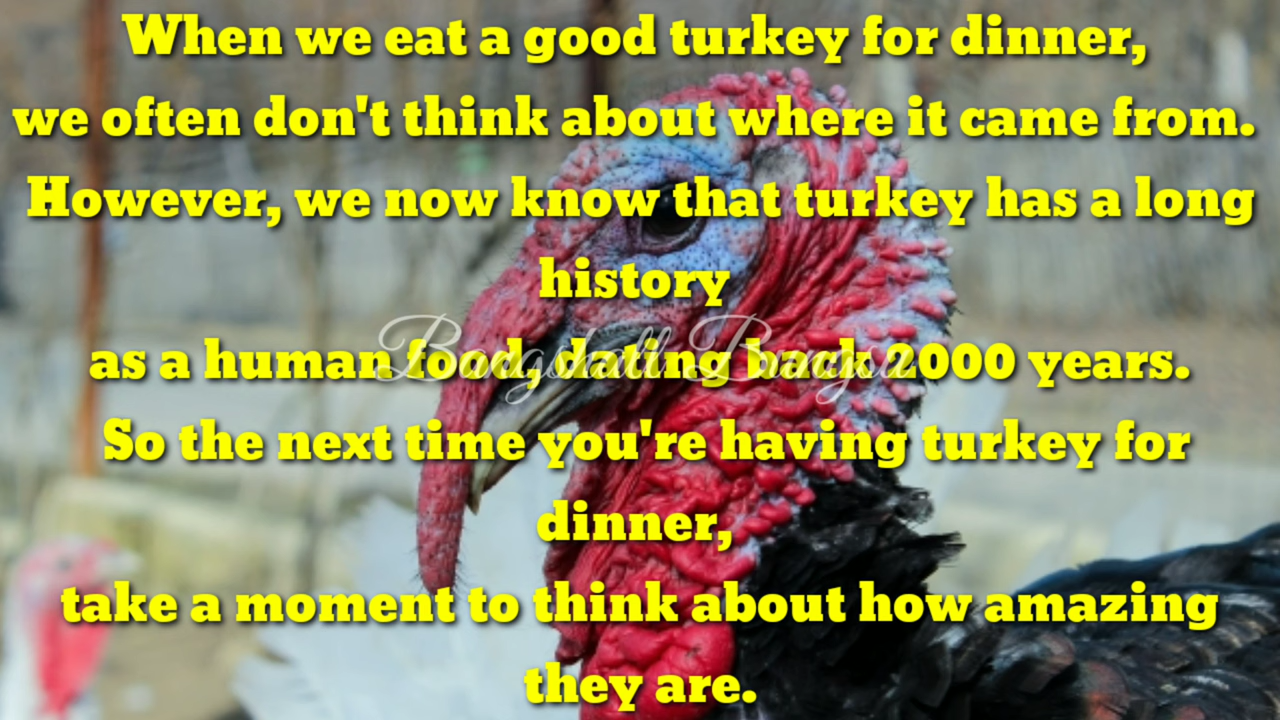 When we eat a good turkey for dinner,
we often don't think about where it came from.
However, we now know that turkey has a long
history
as a human food, dating back 2000 years.
So the next time you're having turkey for
dinner,
take a moment to think about how amazing
they are.